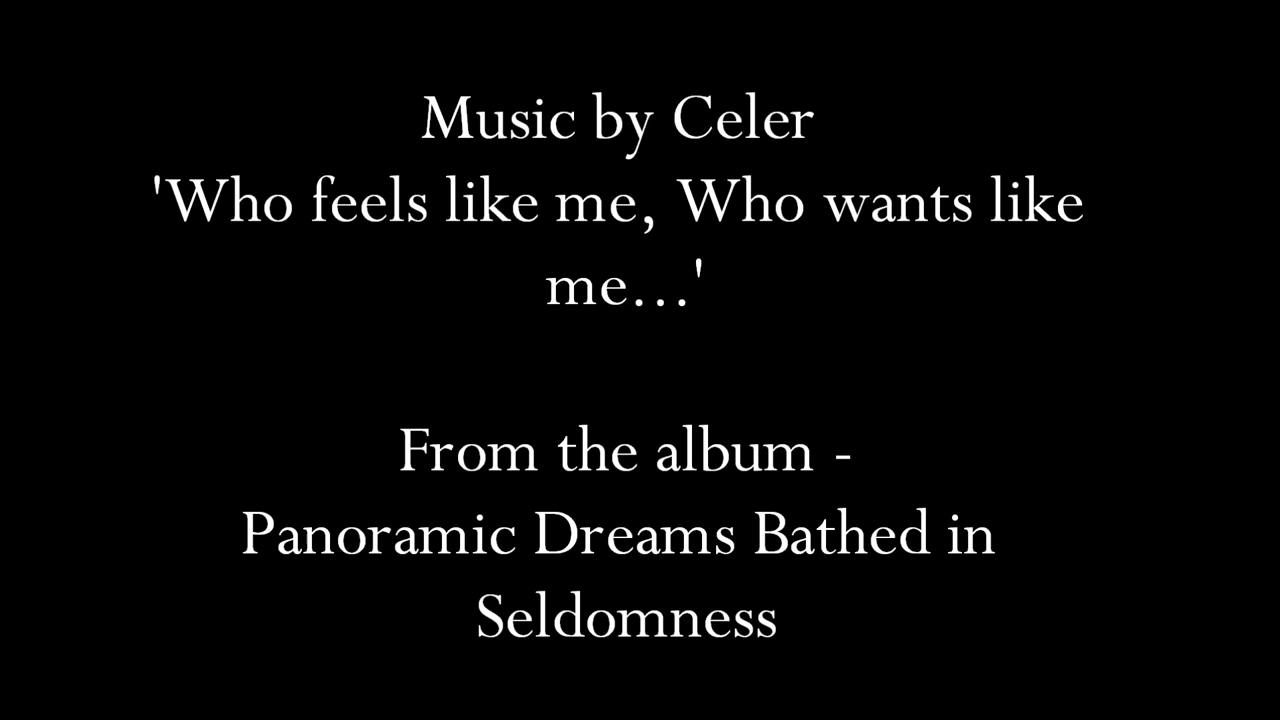 Music by Celer
'Who feels like me, Who wants like
me...'
From the album -
Panoramic Dreams Bathed in
Seldomness